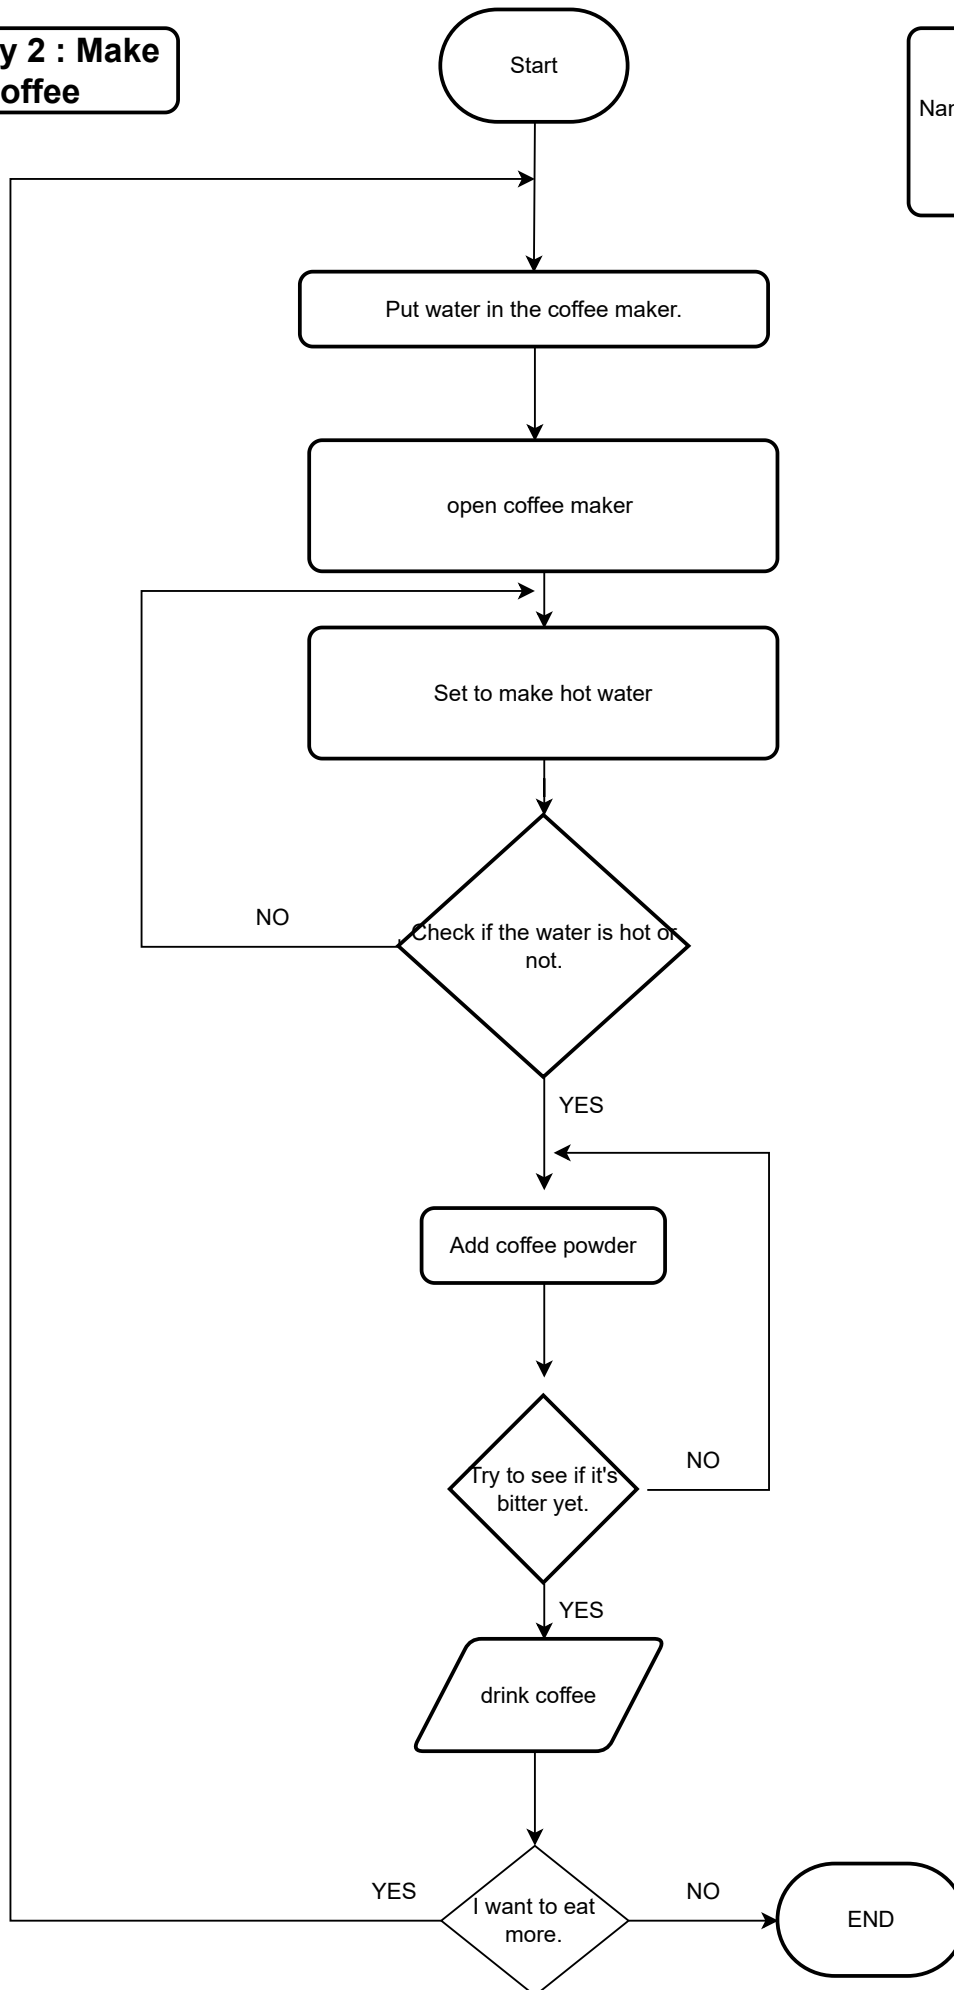 y 2 : Make
offee
Start
Nar
Put water in the coffee maker.
open coffee maker
Set to make hot water
NO
Check if the water is hot or
not.
YES
Add coffee powder
Try to see if it's
bitter yet.
NO
YES
drink coffee
YES
I want to eat
more.
NO
END